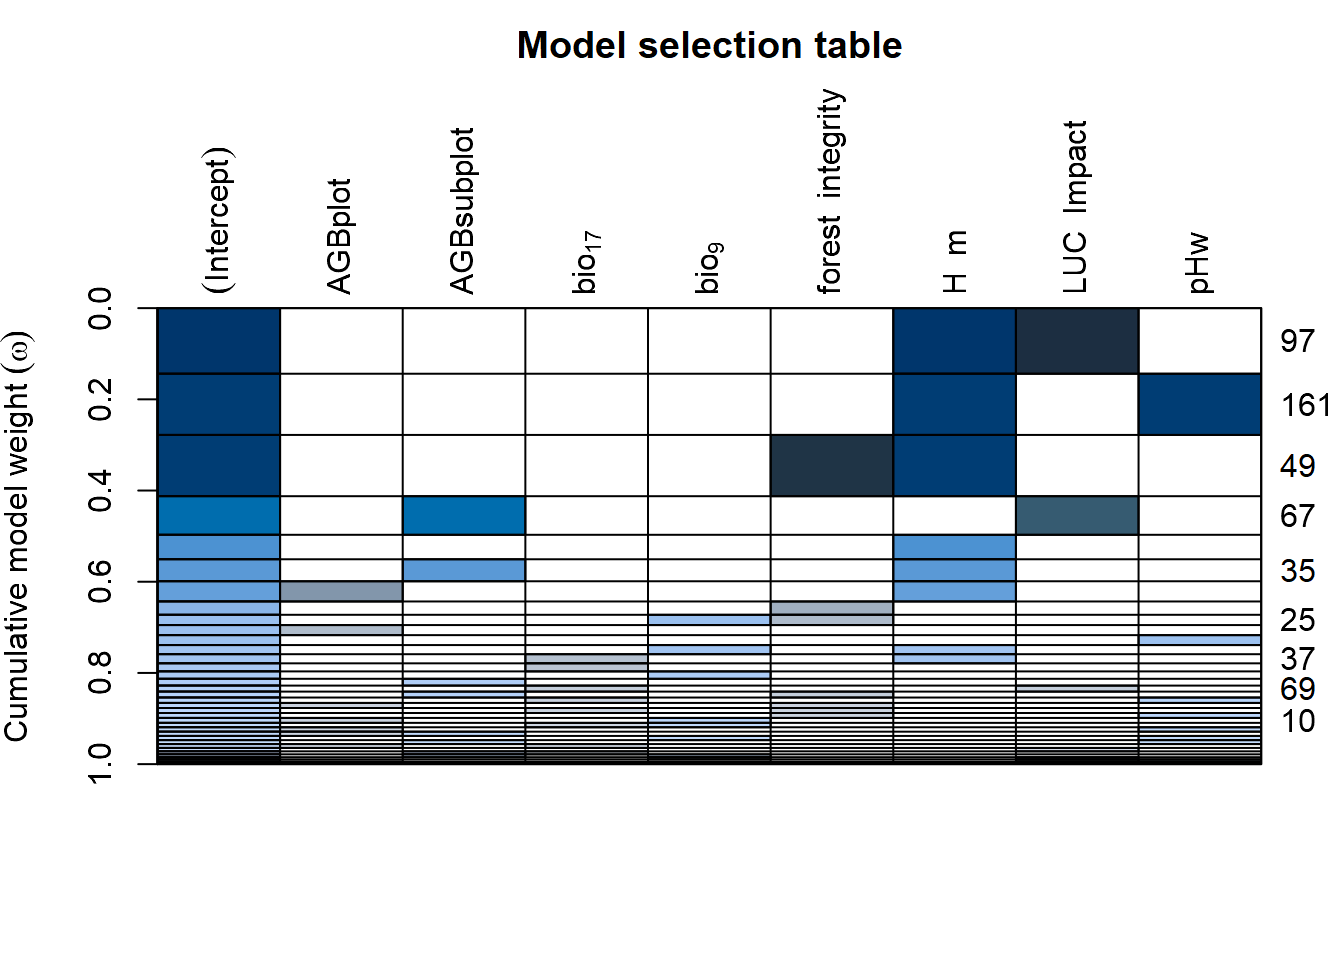 Model selection table
(Intercept)
AGBplot
AGBsubplot
bio17
bio9
forest integrity
H m
LUC Impact
pHw
Cumulative model weight (ω)
0.0
0.2
0.4
0.6
0.8
1.0
97
161
49
67
35
25
37
69
10